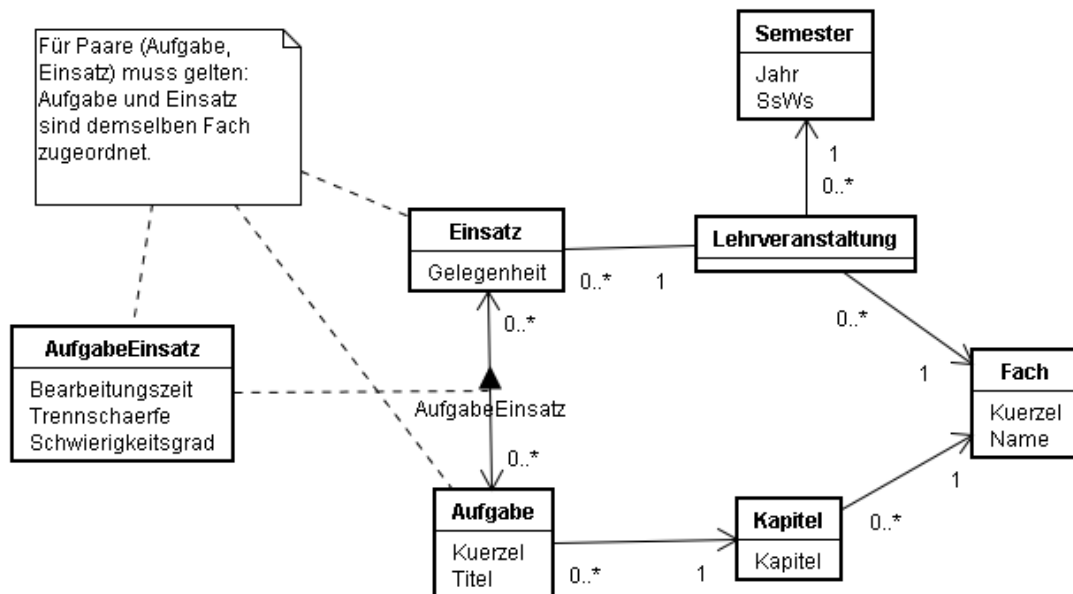 Für Paare (Aufgabe,
Einsatz) muss gelten:
Aufgabe und Einsatz
sind demselben Fach
zugeordnet.
Semester
Jahr
SsWs
1
0..*
Einsatz
Gelegenheit
0..*
1
Lehrveranstaltung
0..*
1
0..*
AufgabeEinsatz
Bearbeitungszeit
Trennschaerfe
Schwierigkeitsgrad
AufgabeEinsatz
0..*
Fach
Kuerzel
Name
1
0..*
Aufgabe
Kuerzel
Titel
0..*
1
Kapitel
Kapitel